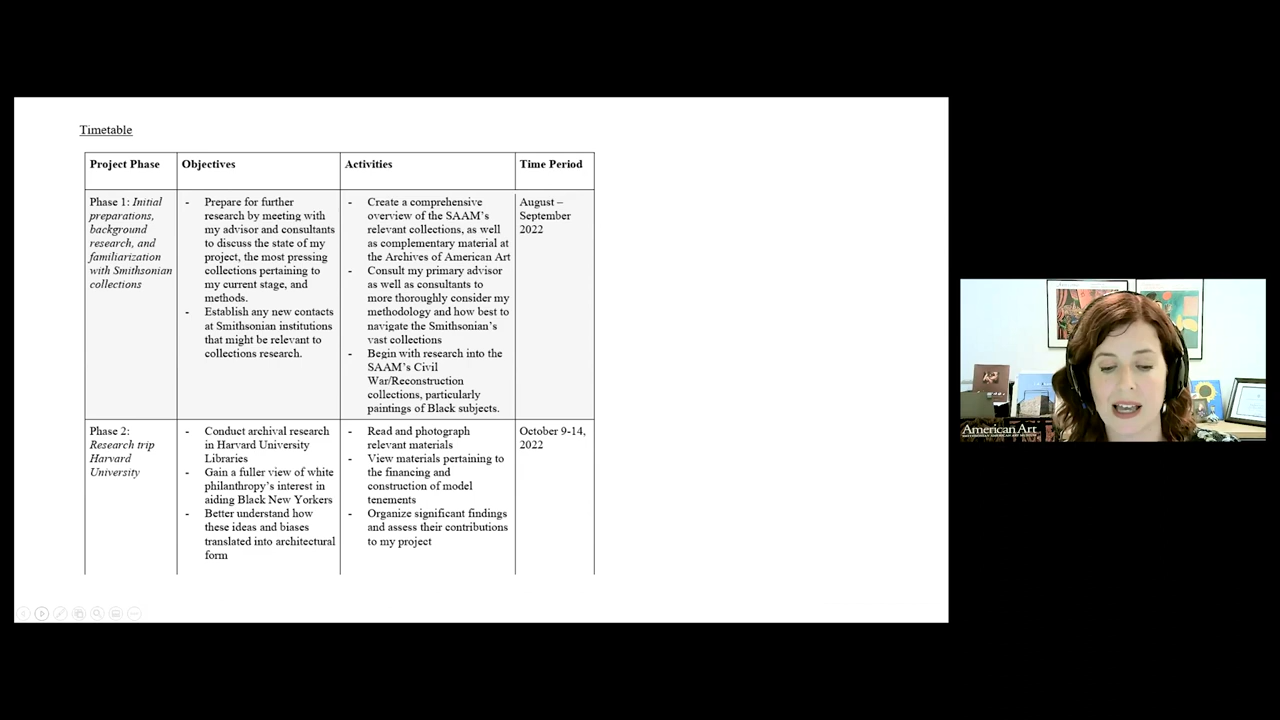 Timetable
Project Phase
Objectives
Activities
Time Period
Phase 1: Initial
preparations,
background
research, and
familiarization
with Smithsonian
collections
- Prepare for further
research by meeting with
my advisor and consultants
to discuss the state of my
project, the most pressing
collections pertaining to
my current stage, and
methods.
- Establish any new contacts
at Smithsonian institutions
that might be relevant to
collections research.
- Create a comprehensive
overview of the SAAM's
relevant collections, as well
as complementary material at
the Archives of American Art
- Consult my primary advisor
as well as consultants to
more thoroughly consider my
methodology and how best to
navigate the Smithsonian's
vast collections
- Begin with research into the
SAAM's Civil
War/Reconstruction
collections, particularly
paintings of Black subjects.
August –
September
2022
Phase 2:
Research trip
Harvard
University
- Conduct archival research
in Harvard University
Libraries
- Gain a fuller view of white
philanthropy's interest in
aiding Black New Yorkers
- Better understand how
these ideas and biases
translated into architectural
form
- Read and photograph
relevant materials
- View materials pertaining to
the financing and
construction of model
tenements
- Organize significant findings
and assess their contributions
to my project
October 9-14,
2022
American Art
SMITHSONIAN AMERICAN ART MUSEUM